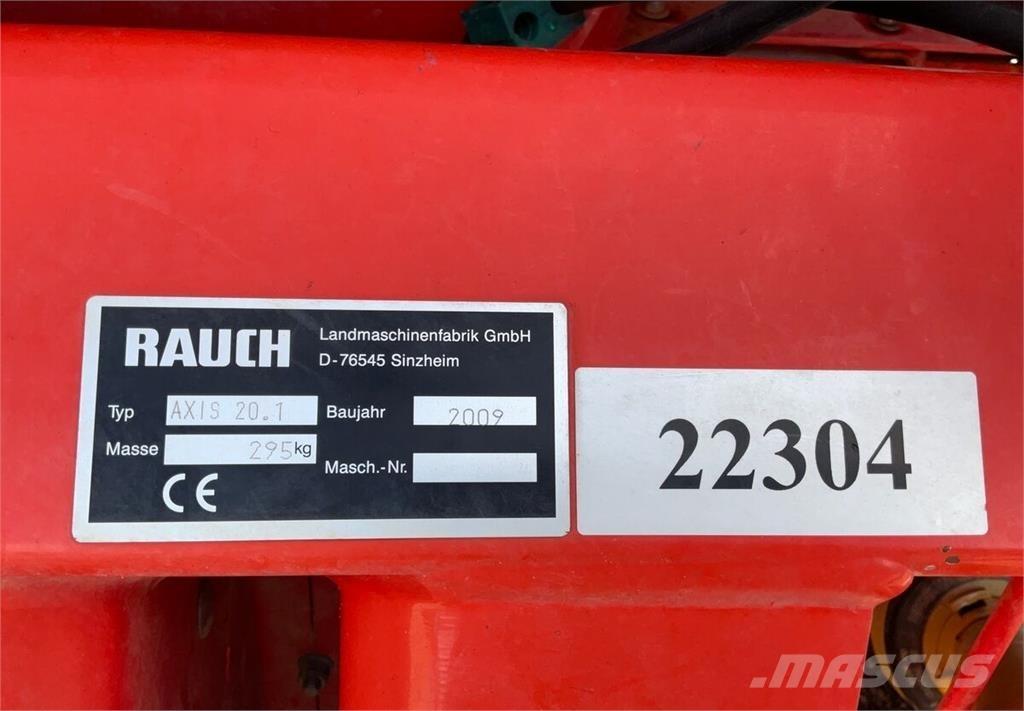 RAUCH
Landmaschinenfabrik GmbH
D-76545 Sinzheim
Typ AXIS 20.1 Baujahr 2009
Masse 295kg Masch.-Nr.
CE
22304
.MASCUS